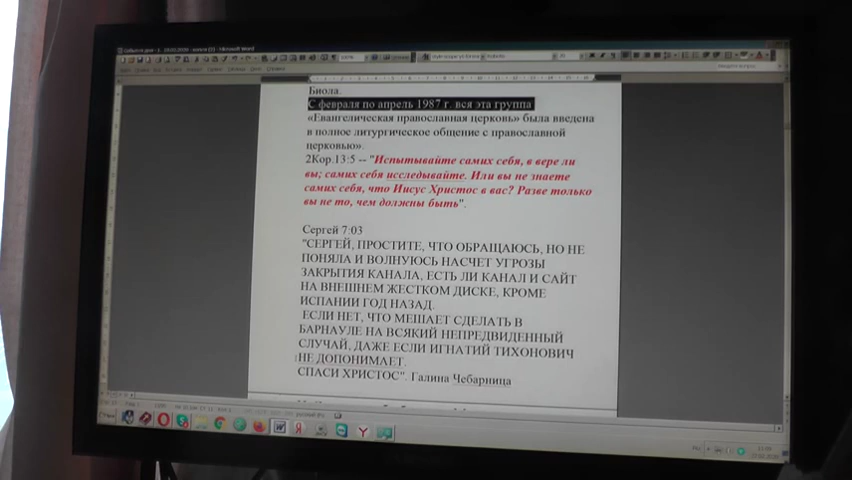 Биола.
С февраля по апрель 1987 г. вся эта группа
«Евангелическая православная церковь» была введена
в полное литургическое общение с православной
церковью».
2Кор.13:5 -- "Испытывайте самих себя, в вере ли
вы; самих себя исследывайте. Или вы не знаете
самих себя, что Иисус Христос в вас? Разве только
вы не то, чем должны быть".
Сергей 7:03
"СЕРГЕЙ, ПРОСТИТЕ, ЧТО ОБРАЩАЮСЬ, НО НЕ
ПОНЯЛА И ВОЛНУЮСЬ НАСЧЕТ УГРОЗЫ
ЗАКРЫТИЯ КАНАЛА, ЕСТЬ ЛИ КАНАЛ И САЙТ
НА ВНЕШНЕМ ЖЕСТКОМ ДИСКЕ, КРОМЕ
ИСПАНИИ ГОД НАЗАД.
ЕСЛИ НЕТ, ЧТО МЕШАЕТ СДЕЛАТЬ В
БАРНАУЛЕ НА ВСЯКИЙ НЕПРЕДВИДЕННЫЙ
СЛУЧАЙ, ДАЖЕ ЕСЛИ ИГНАТИЙ ТИХОНОВИЧ
НЕ ДОПОНИМАЕТ.
СПАСИ ХРИСТОС". Галина Чебарница